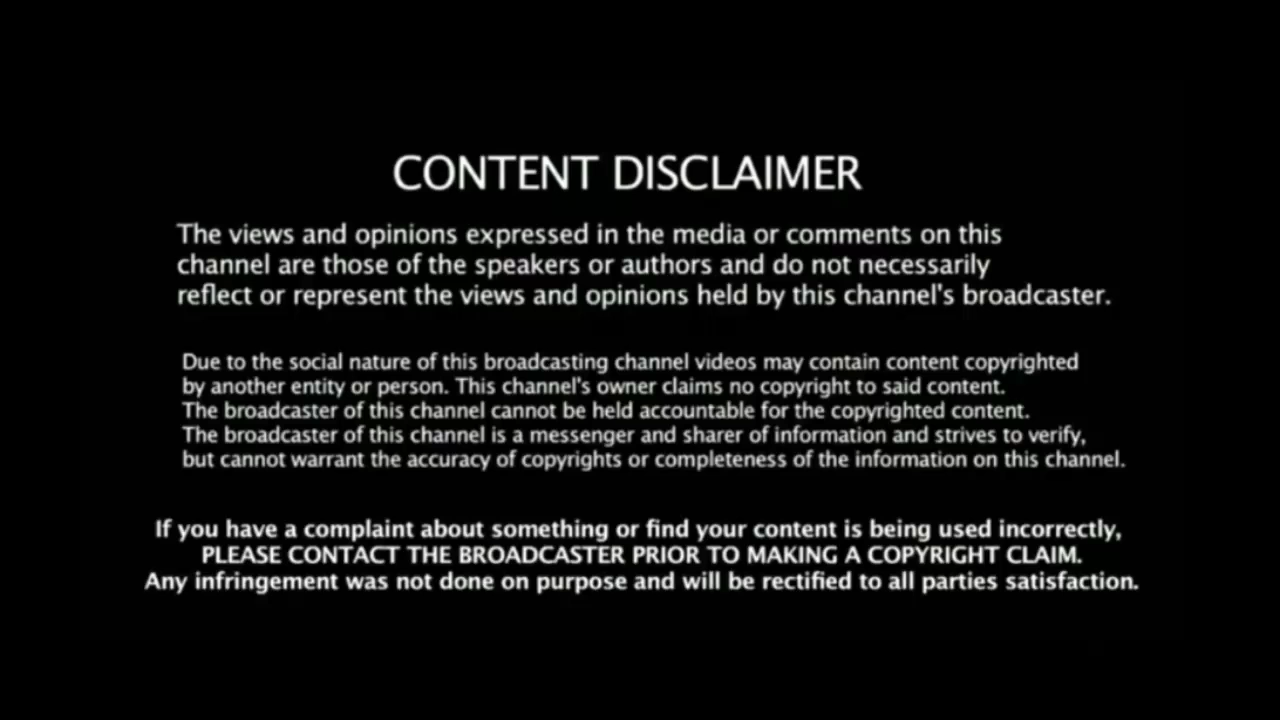 CONTENT DISCLAIMER
The views and opinions expressed in the media or comments on this
channel are those of the speakers or authors and do not necessarily
reflect or represent the views and opinions held by this channel's broadcaster.
Due to the social nature of this broadcasting channel videos may contain content copyrighted
by another entity or person. This channel's owner claims no copyright to said content.
The broadcaster of this channel cannot be held accountable for the copyrighted content.
The broadcaster of this channel is a messenger and sharer of information and strives to verify,
but cannot warrant the accuracy of copyrights or completeness of the information on this channel.
If you have a complaint about something or find your content is being used incorrectly,
PLEASE CONTACT THE BROADCASTER PRIOR TO MAKING A COPYRIGHT CLAIM.
Any infringement was not done on purpose and will be rectified to all parties satisfaction.